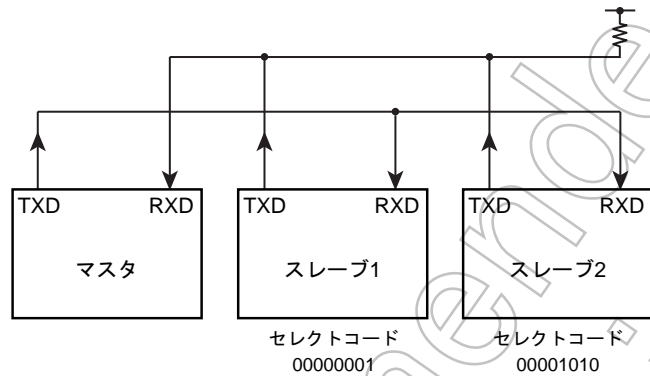 TXD RXD TXD RXD TXD RXD
マスタ スレーブ1 スレーブ2
セレクトコード セレクトコード
00000001 00001010